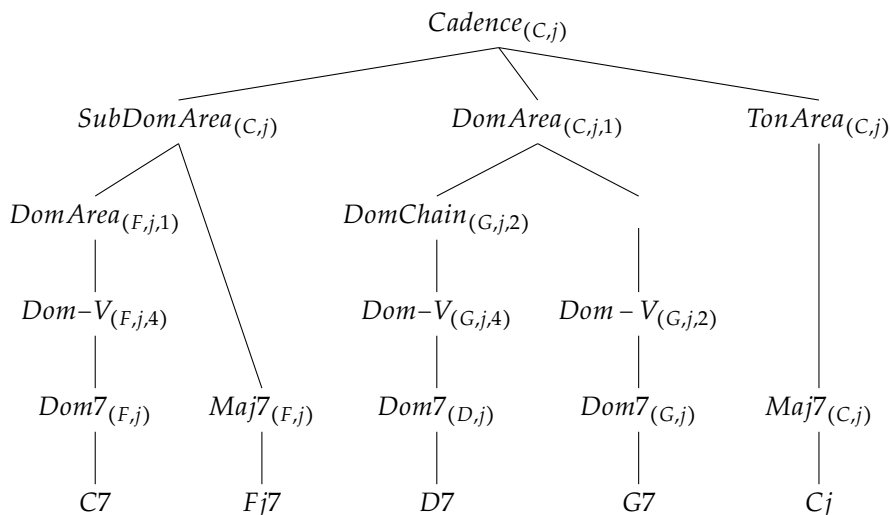 Cadence(C,j)
SubDomArea(C,j) DomArea(C,j,1) TonArea(C,j)
DomArea(F,j,1) DomChain(G,j,2)
Dom−V(F,j,4) Dom−V(G,j,4) Dom − V(G,j,2)
Dom7(F,j) Maj7(F,j) Dom7(D,j) Dom7(G,j) Maj7(C,j)
C7 Fj7 D7 G7 Cj